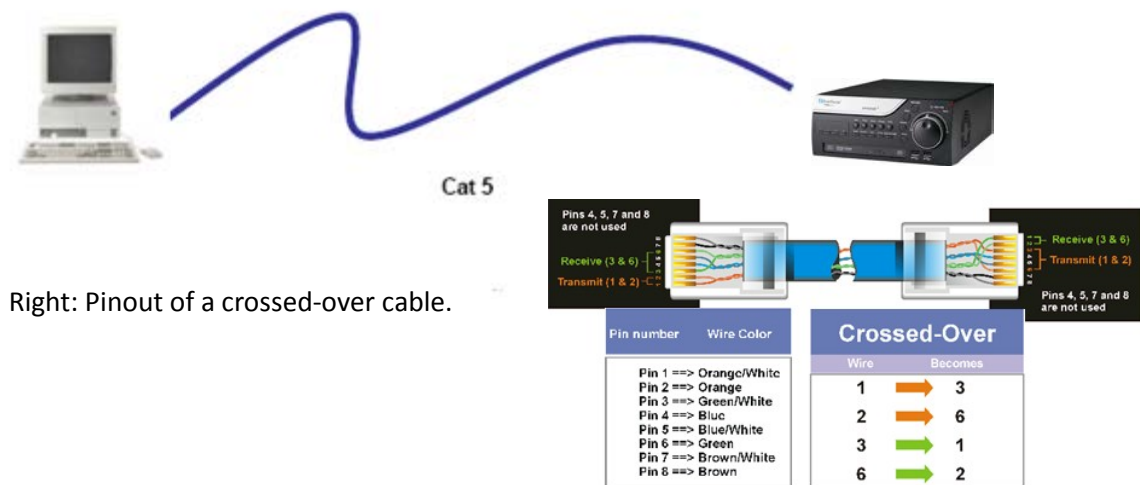 Cat 5
Right: Pinout of a crossed-over cable.
Pins 4, 5, 7 and 8
are not used
Receive (3 & 6)
Transmit (1 & 2)
Receive (3 & 6)
Transmit (1 & 2)
Pins 4, 5, 7 and 8
are not used
Pin number Wire Color
Pin 1 ==> Orange/White
Pin 2 ==> Orange
Pin 3 ==> Green/White
Pin 4 ==> Blue
Pin 5 ==> Blue/White
Pin 6 ==> Green
Pin 7 ==> Brown/White
Pin 8 ==> Brown
Crossed-Over
Wire Becomes
1 3
2 6
3 1
6 2